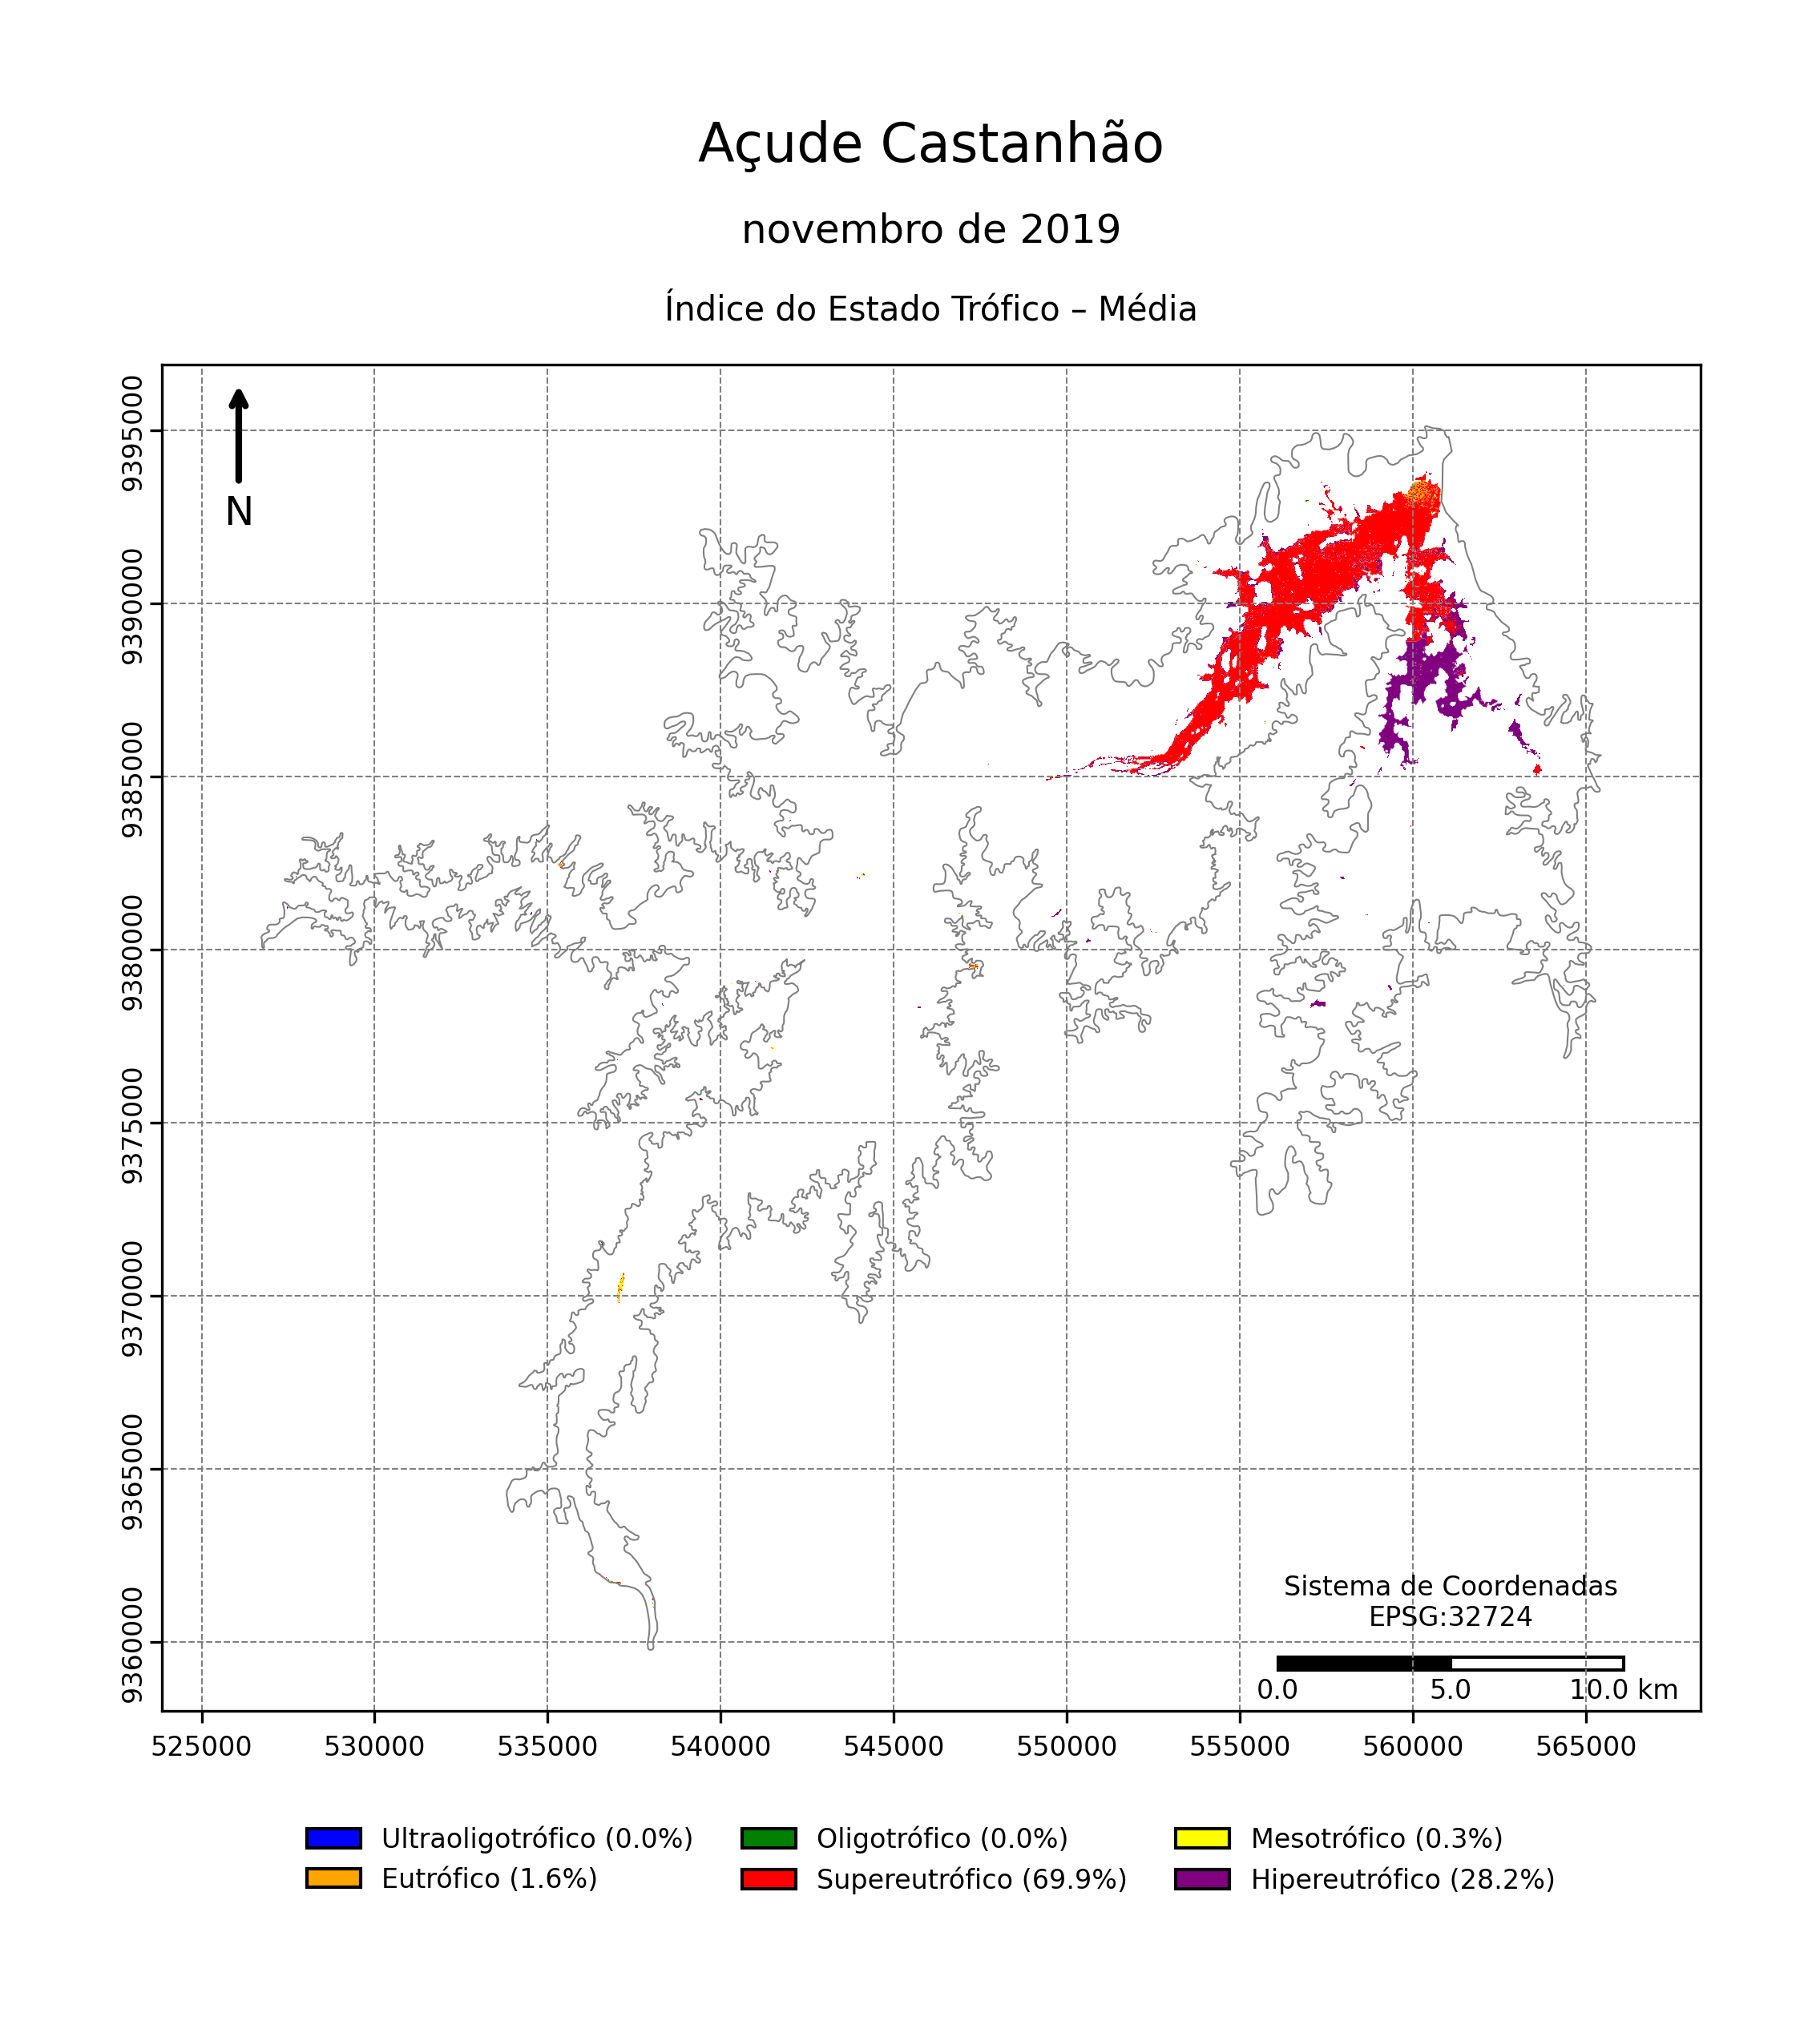 Açude Castanhão
novembro de 2019
Índice do Estado Trófico – Média
N
9395000
9390000
9385000
9380000
9375000
9370000
9365000
9360000
Sistema de Coordenadas
EPSG:32724
0.0 5.0 10.0 km
525000 530000 535000 540000 545000 550000 555000 560000 565000
Ultraoligotrófico (0.0%) Oligotrófico (0.0%) Mesotrófico (0.3%)
Eutrófico (1.6%) Supereutrófico (69.9%) Hipereutrófico (28.2%)